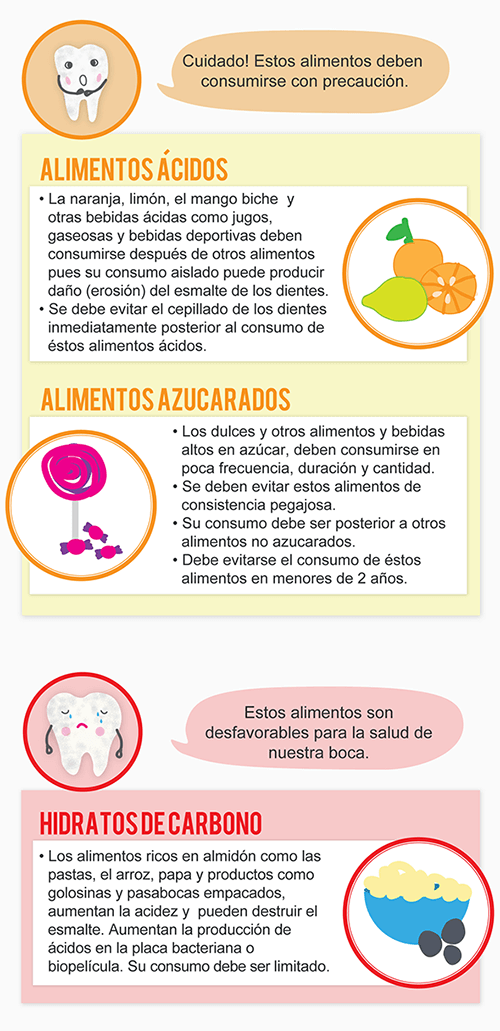 Cuidado! Estos alimentos deben
consumirse con precaución.
ALIMENTOS ÁCIDOS
• La naranja, limón, el mango biche y
otras bebidas ácidas como jugos,
gaseosas y bebidas deportivas deben
consumirse después de otros alimentos
pues su consumo aislado puede producir
daño (erosión) del esmalte de los dientes.
• Se debe evitar el cepillado de los dientes
inmediatamente posterior al consumo de
éstos alimentos ácidos.
ALIMENTOS AZUCARADOS
• Los dulces y otros alimentos y bebidas
altos en azúcar, deben consumirse en
poca frecuencia, duración y cantidad.
• Se deben evitar estos alimentos de
consistencia pegajosa.
• Su consumo debe ser posterior a otros
alimentos no azucarados.
• Debe evitarse el consumo de éstos
alimentos en menores de 2 años.
Estos alimentos son
desfavorables para la salud de
nuestra boca.
HIDRATOS DE CARBONO
• Los alimentos ricos en almidón como las
pastas, el arroz, papa y productos como
golosinas y pasabocas empacados,
aumentan la acidez y pueden destruir el
esmalte. Aumentan la producción de
ácidos en la placa bacteriana o
biopelícula. Su consumo debe ser limitado.